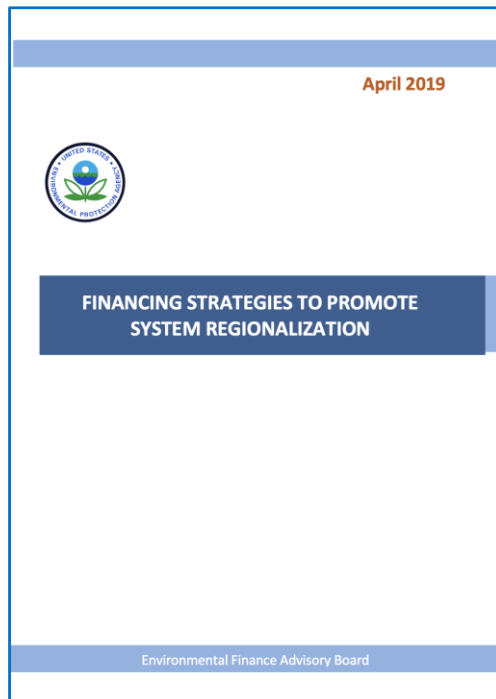 April 2019
UNITED STATES
ENVIRONMENTAL PROTECTION AGENCY
FINANCING STRATEGIES TO PROMOTE
SYSTEM REGIONALIZATION
Environmental Finance Advisory Board